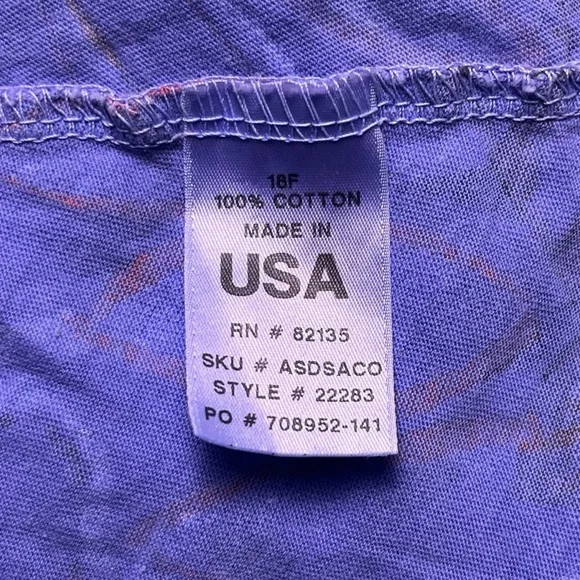 18F
100% COTTON
MADE IN
USA
RN # 82135
SKU # ASDSACO
STYLE # 22283
PO # 708952-141